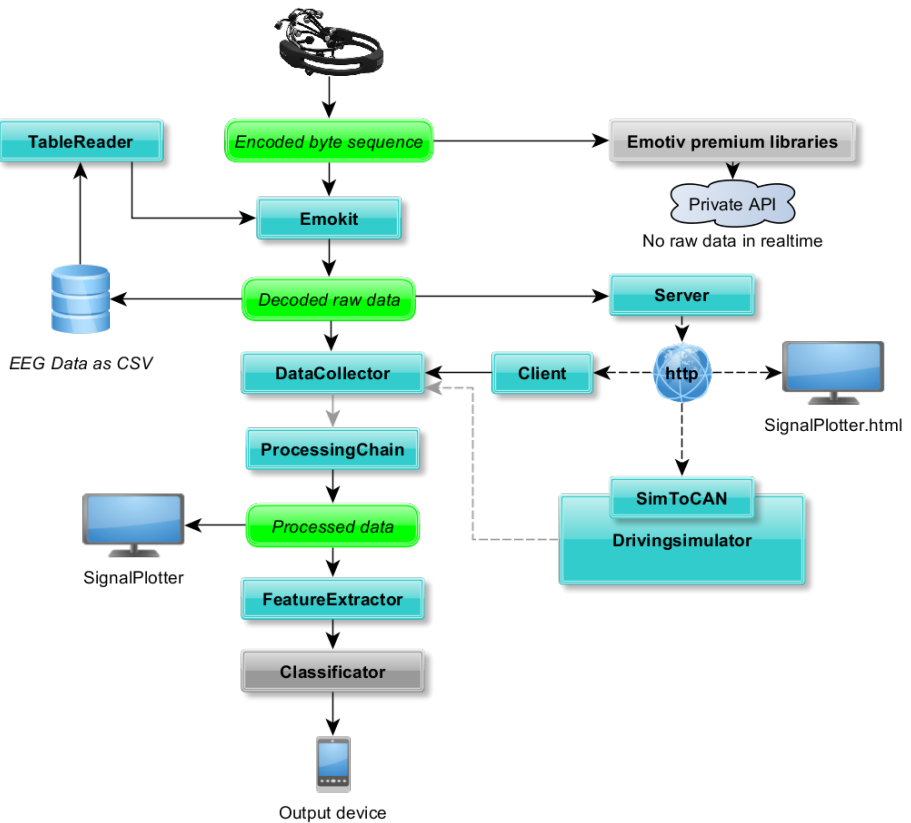 TableReader
Encoded byte sequence
Emotiv premium libraries
Private API
No raw data in realtime
Emokit
Decoded raw data
Server
EEG Data as CSV
DataCollector
Client
http
SignalPlotter.html
ProcessingChain
SimToCAN
Processed data
Drivingsimulator
SignalPlotter
FeatureExtractor
Classificator
Output device